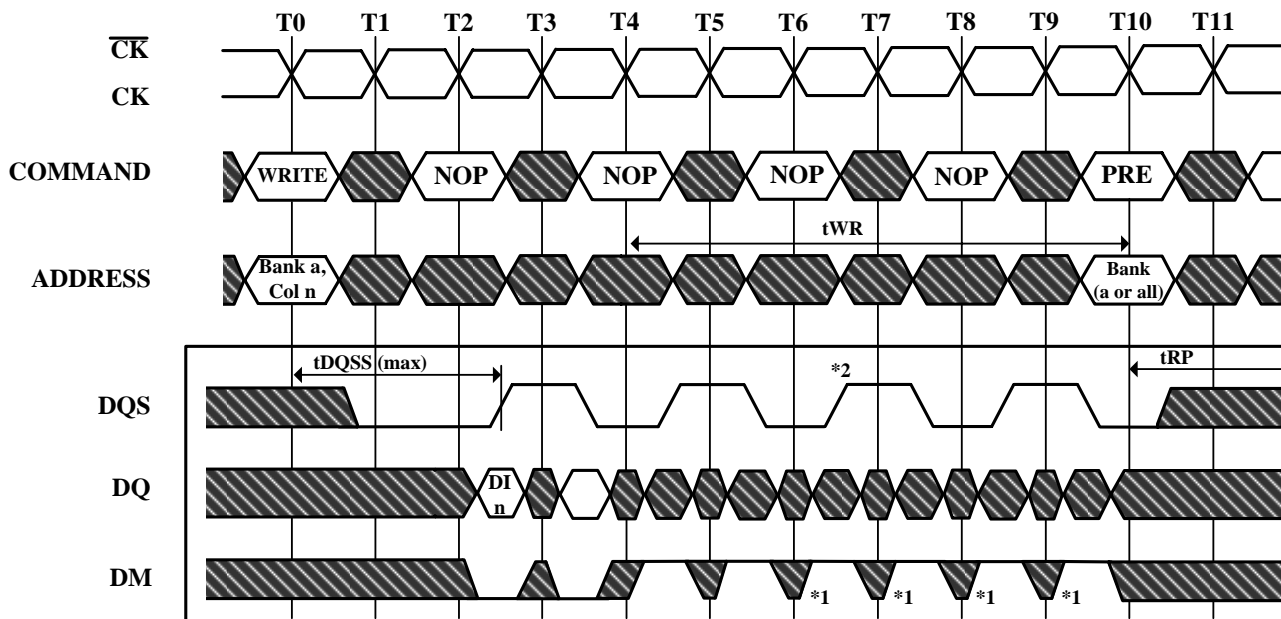 T0 T1 T2 T3 T4 T5 T6 T7 T8 T9 T10 T11
CK
CK
COMMAND WRITE NOP NOP NOP NOP PRE
tWR
ADDRESS Bank a, Col n Bank (a or all)
tDQSS (max) *2 tRP
DQS
DQ DI n
DM *1 *1 *1 *1